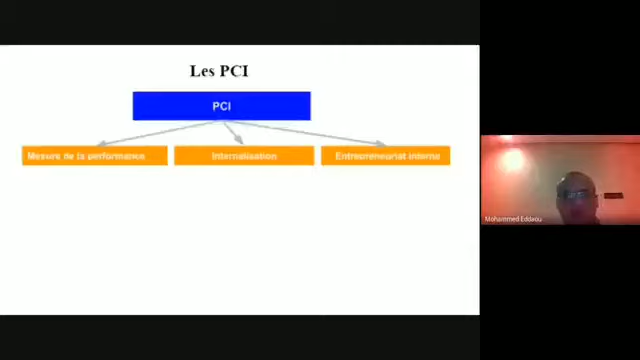 Les PCI
PCI
Mesure de la performance
Internalisation
Entrepreneuriat interne
Mohammed Eddaou